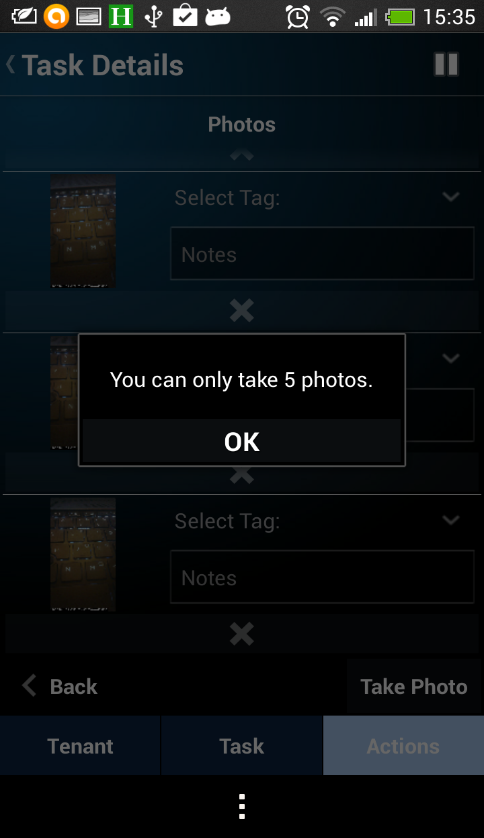 H
15:35
Task Details
Photos
Select Tag:
Notes
You can only take 5 photos.
OK
Select Tag:
Notes
Back
Take Photo
Tenant
Task
Actions